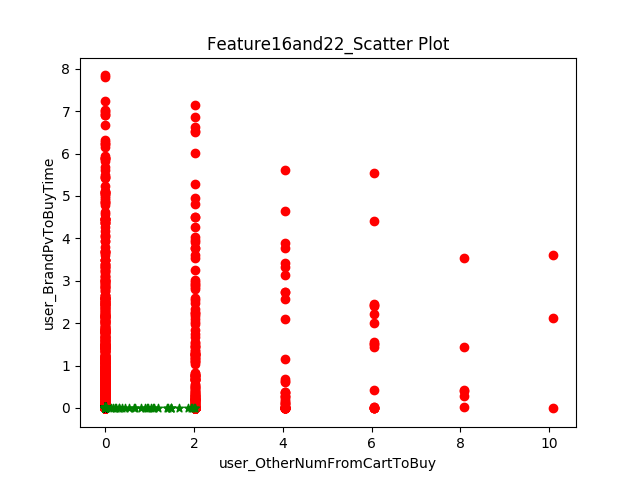 Feature16and22_Scatter Plot
8
7
6
5
4
3
2
1
0
user_BrandPvToBuyTime
0 2 4 6 8 10
user_OtherNumFromCartToBuy